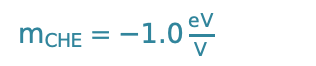 m_CHE = −1.0 eV/V